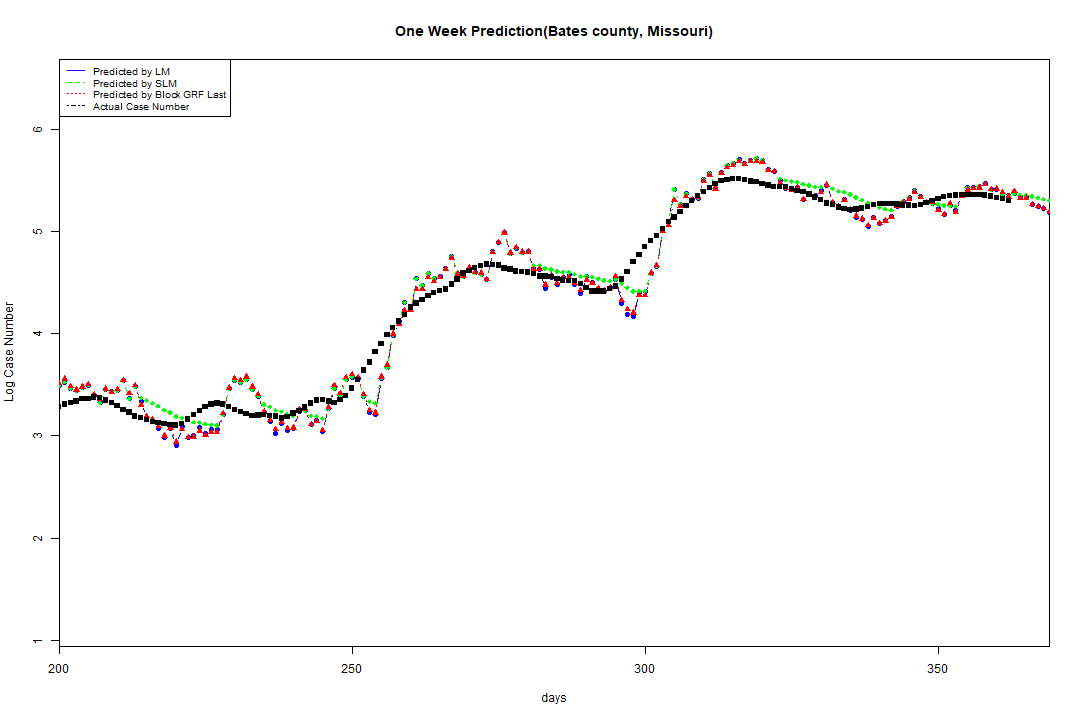 One Week Prediction(Bates county, Missouri)
Predicted by LM
Predicted by SLM
Predicted by Block GRF Last
Actual Case Number
6
5
4
3
2
1
Log Case Number
200 250 300 350
days